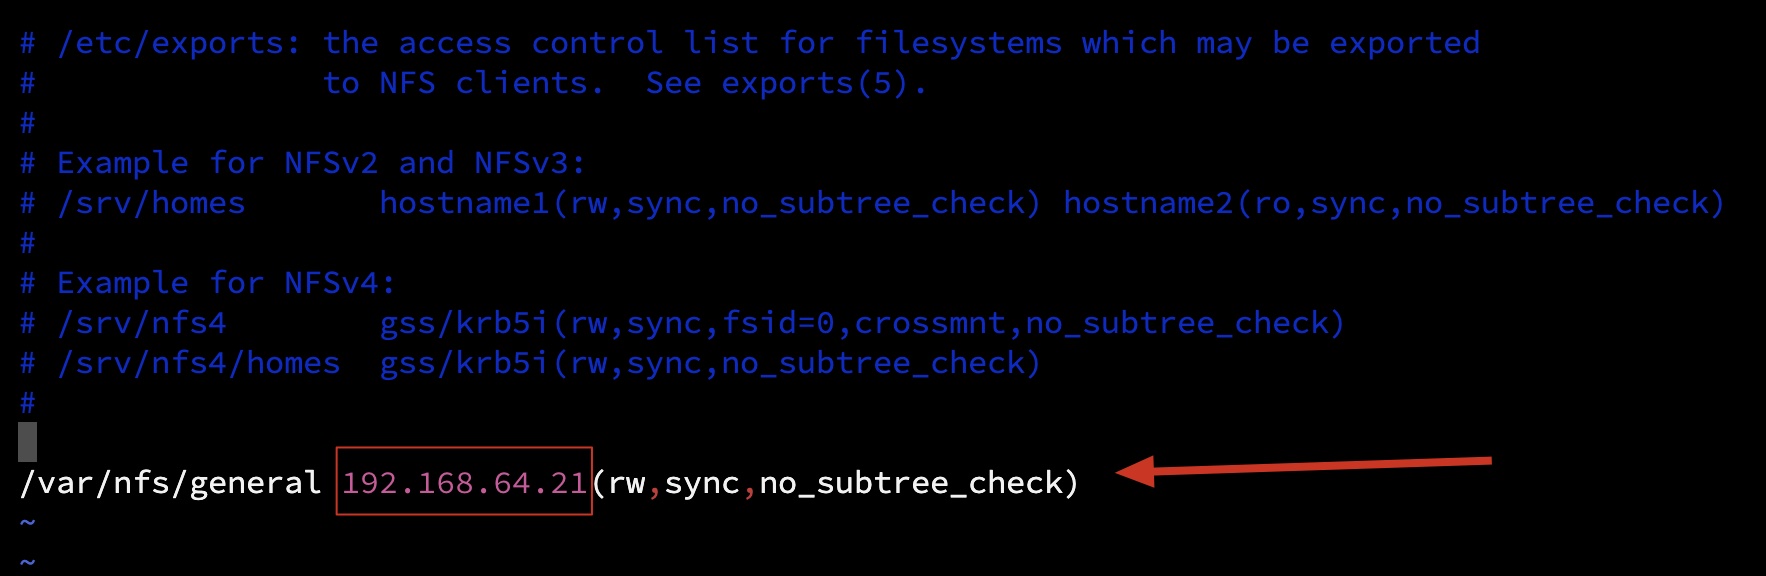 # /etc/exports: the access control list for filesystems which may be exported
#               to NFS clients.  See exports(5).
#
# Example for NFSv2 and NFSv3:
# /srv/homes       hostname1(rw,sync,no_subtree_check) hostname2(ro,sync,no_subtree_check)
#
# Example for NFSv4:
# /srv/nfs4        gss/krb5i(rw,sync,fsid=0,crossmnt,no_subtree_check)
# /srv/nfs4/homes  gss/krb5i(rw,sync,no_subtree_check)
#
/var/nfs/general 192.168.64.21(rw,sync,no_subtree_check)
~
~